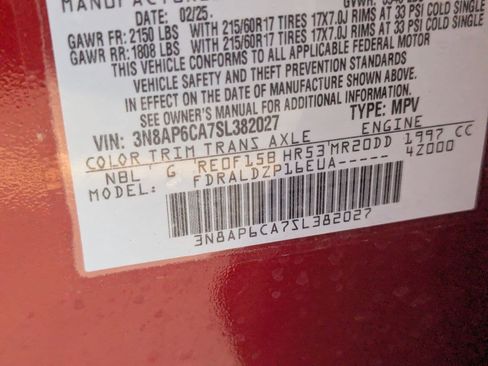 MANUFACTUR
DATE: 02/25.
GAWR FR: 2150 LBS WITH 215/60R17 TIRES 17X7.0J RIMS AT 33 PSI COLD SINGLE
GAWR RR: 1808 LBS WITH 215/60R17 TIRES 17X7.0J RIMS AT 33 PSI COLD SINGLE
THIS VEHICLE CONFORMS TO ALL APPLICABLE FEDERAL MOTOR
VEHICLE SAFETY AND THEFT PREVENTION STANDARDS
IN EFFECT ON THE DATE OF MANUFACTURE SHOWN ABOVE.
SEE OWNER'S MANUAL FOR ADDITIONAL INFORMATION.
VIN: 3N8AP6CA7SL382027 TYPE: MPV
COLOR TRIM TRANS AXLE ENGINE
NBL G RE0F15B HR53 MR20DD 1997 CC
FDRALDZP16EUA----- 4Z000
3N8AP6CA7SL382027